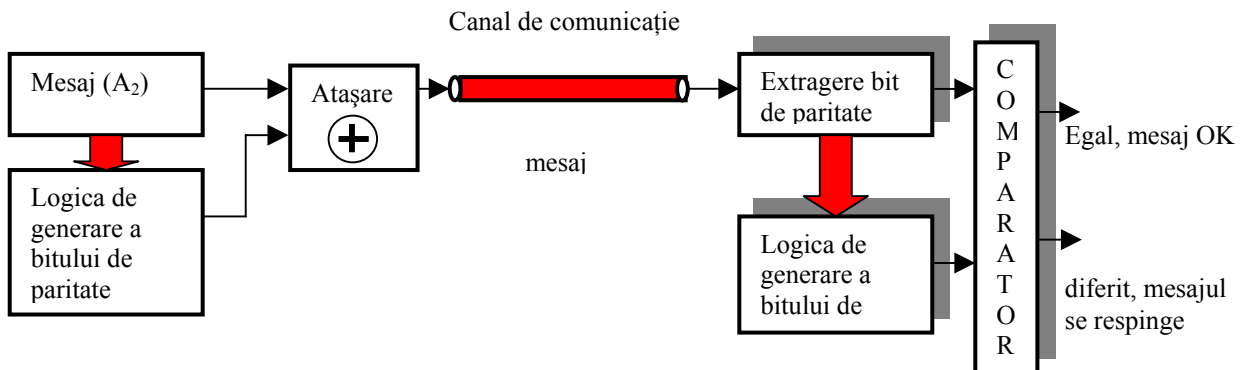 Canal de comunicație
Mesaj (A2)
Ataşare
Extragere bit
de paritate
mesaj
Logica de
generare a
bitului de
paritate
Logica de
generare a
bitului de
C
O
M
P
A
R
A
T
O
R
Egal, mesaj OK
diferit, mesajul
se respinge